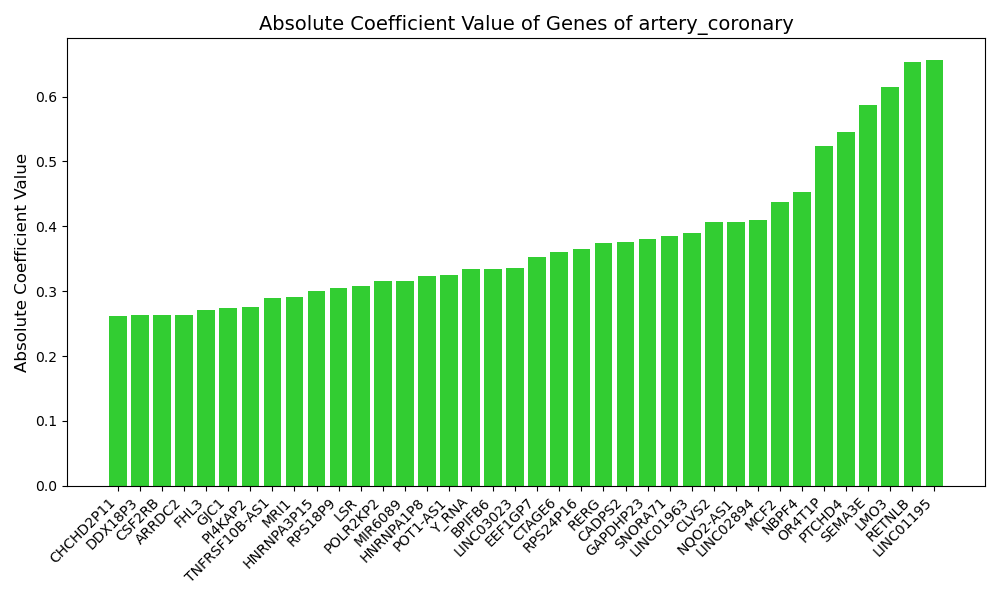 Absolute Coefficient Value of Genes of artery_coronary
Absolute Coefficient Value
0.6
0.5
0.4
0.3
0.2
0.1
0.0
CHCHD2P11
DDX18P3
CSF2RB
ARRDC2
FHL3
GJC1
PI4KAP2
TNFRSF10B-AS1
MRI1
HNRNPA3P15
RPS18P9
LSR
POLR2KP2
MIR6089
HNRNPA1P8
POT1-AS1
Y_RNA
BPIFB6
LINC03023
EEF1GP7
CTAGE6
RPS24P16
RERG
CADPS2
GAPDHP23
SNORA71
LINC01963
CLVS2
NQO2-AS1
LINC02894
MCF2
NBPF4
OR4T1P
PTCHD4
SEMA3E
LMO3
RETNLB
LINC01195